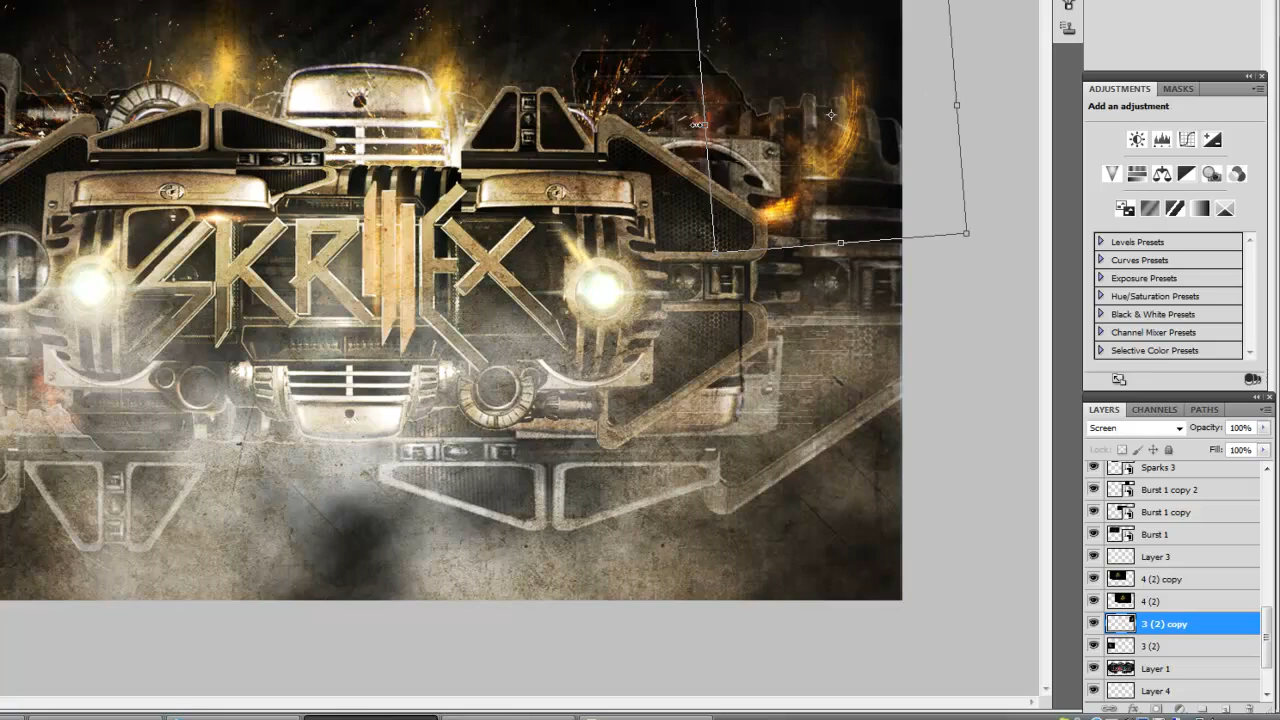 SKRILLEX
ADJUSTMENTS MASKS
Add an adjustment
Levels Presets
Curves Presets
Exposure Presets
Hue/Saturation Presets
Black & White Presets
Channel Mixer Presets
Selective Color Presets
LAYERS CHANNELS PATHS
Screen Opacity: 100%
Lock: Fill: 100%
Sparks 3
Burst 1 copy 2
Burst 1 copy
Burst 1
Layer 3
4 (2) copy
4 (2)
3 (2) copy
3 (2)
Layer 1
Layer 4